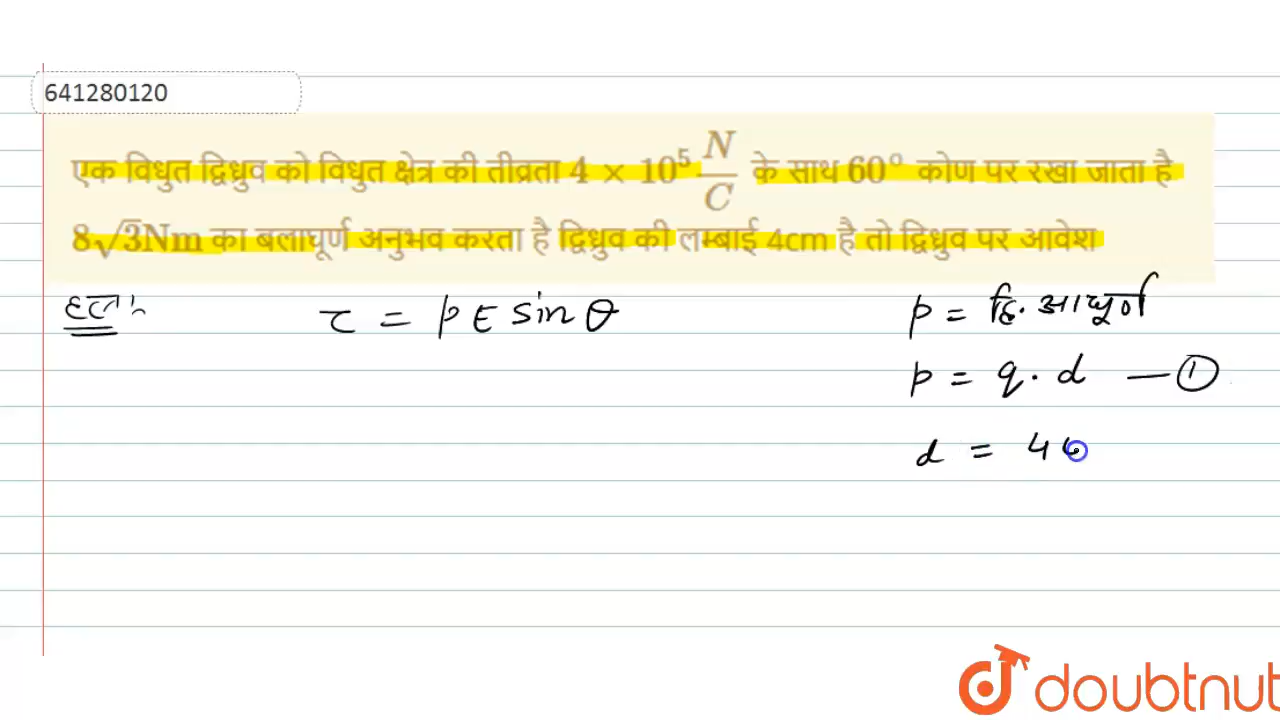 641280120
एक विधुत द्विध्रुव को विधुत क्षेत्र की तीव्रता 4 × 10⁵ N/C के साथ 60° कोण पर रखा जाता है
8√3Nm का बलाघूर्ण अनुभव करता है द्विध्रुव की लम्बाई 4cm है तो द्विध्रुव पर आवेश
हल :-
τ = pE sin θ
p = द्वि. आघूर्ण
p = q. d — ①
d = 4
doubtnut